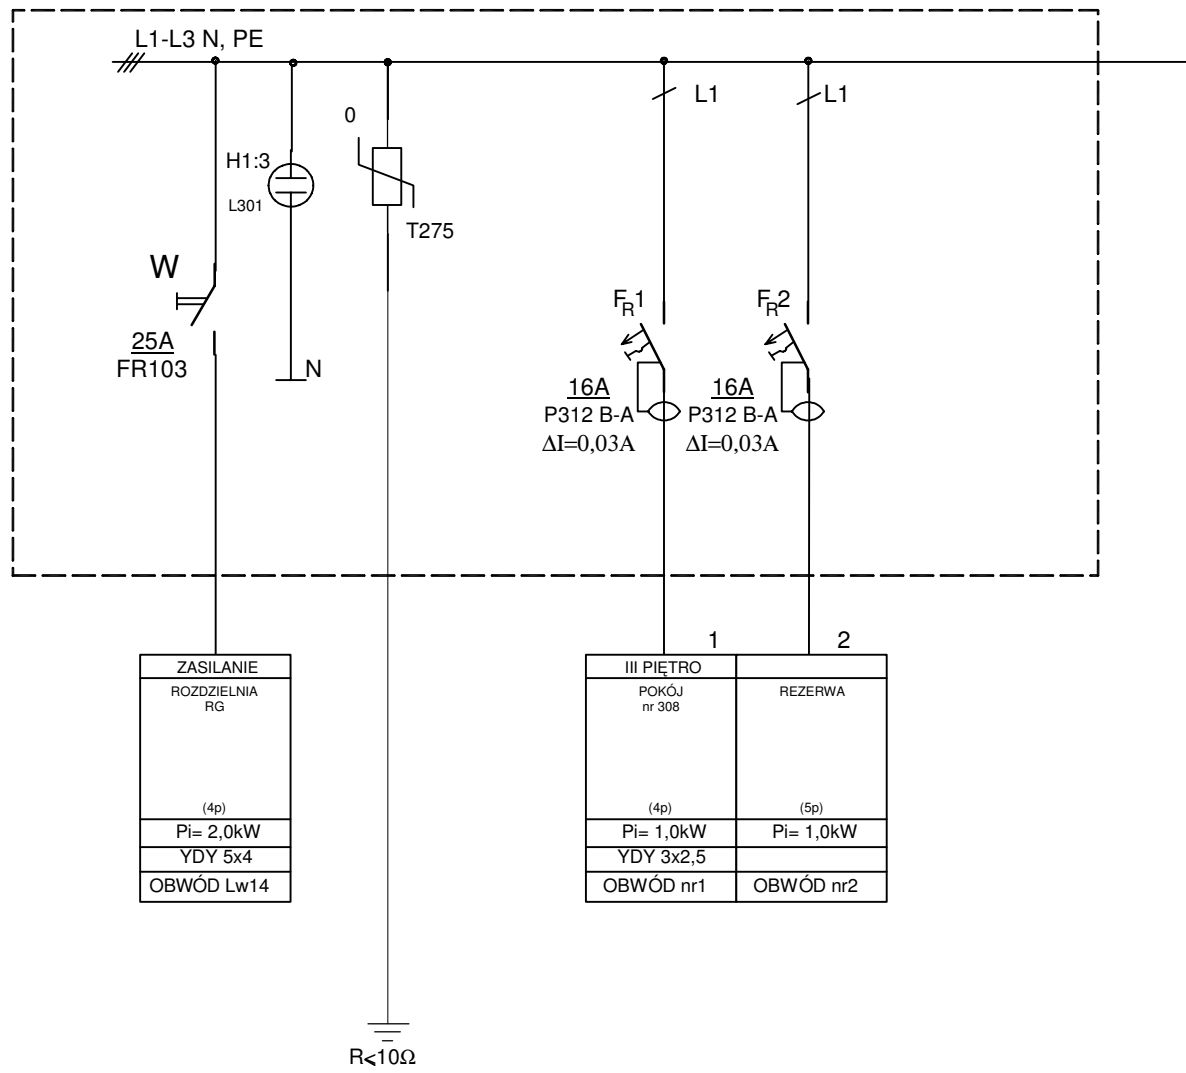 L1-L3 N, PE
L1
L1
0
H1:3
L301
T275
W
25A
FR103
N
FR1
16A
P312 B-A
ΔI=0,03A
FR2
16A
P312 B-A
ΔI=0,03A
1
2
ZASILANIE
ROZDZIELNIA
RG
(4p)
Pi= 2,0kW
YDY 5x4
OBWÓD Lw14
III PIĘTRO
POKÓJ
nr 308
(4p)
Pi= 1,0kW
YDY 3x2,5
OBWÓD nr1
REZERWA
(5p)
Pi= 1,0kW
OBWÓD nr2
R<10Ω